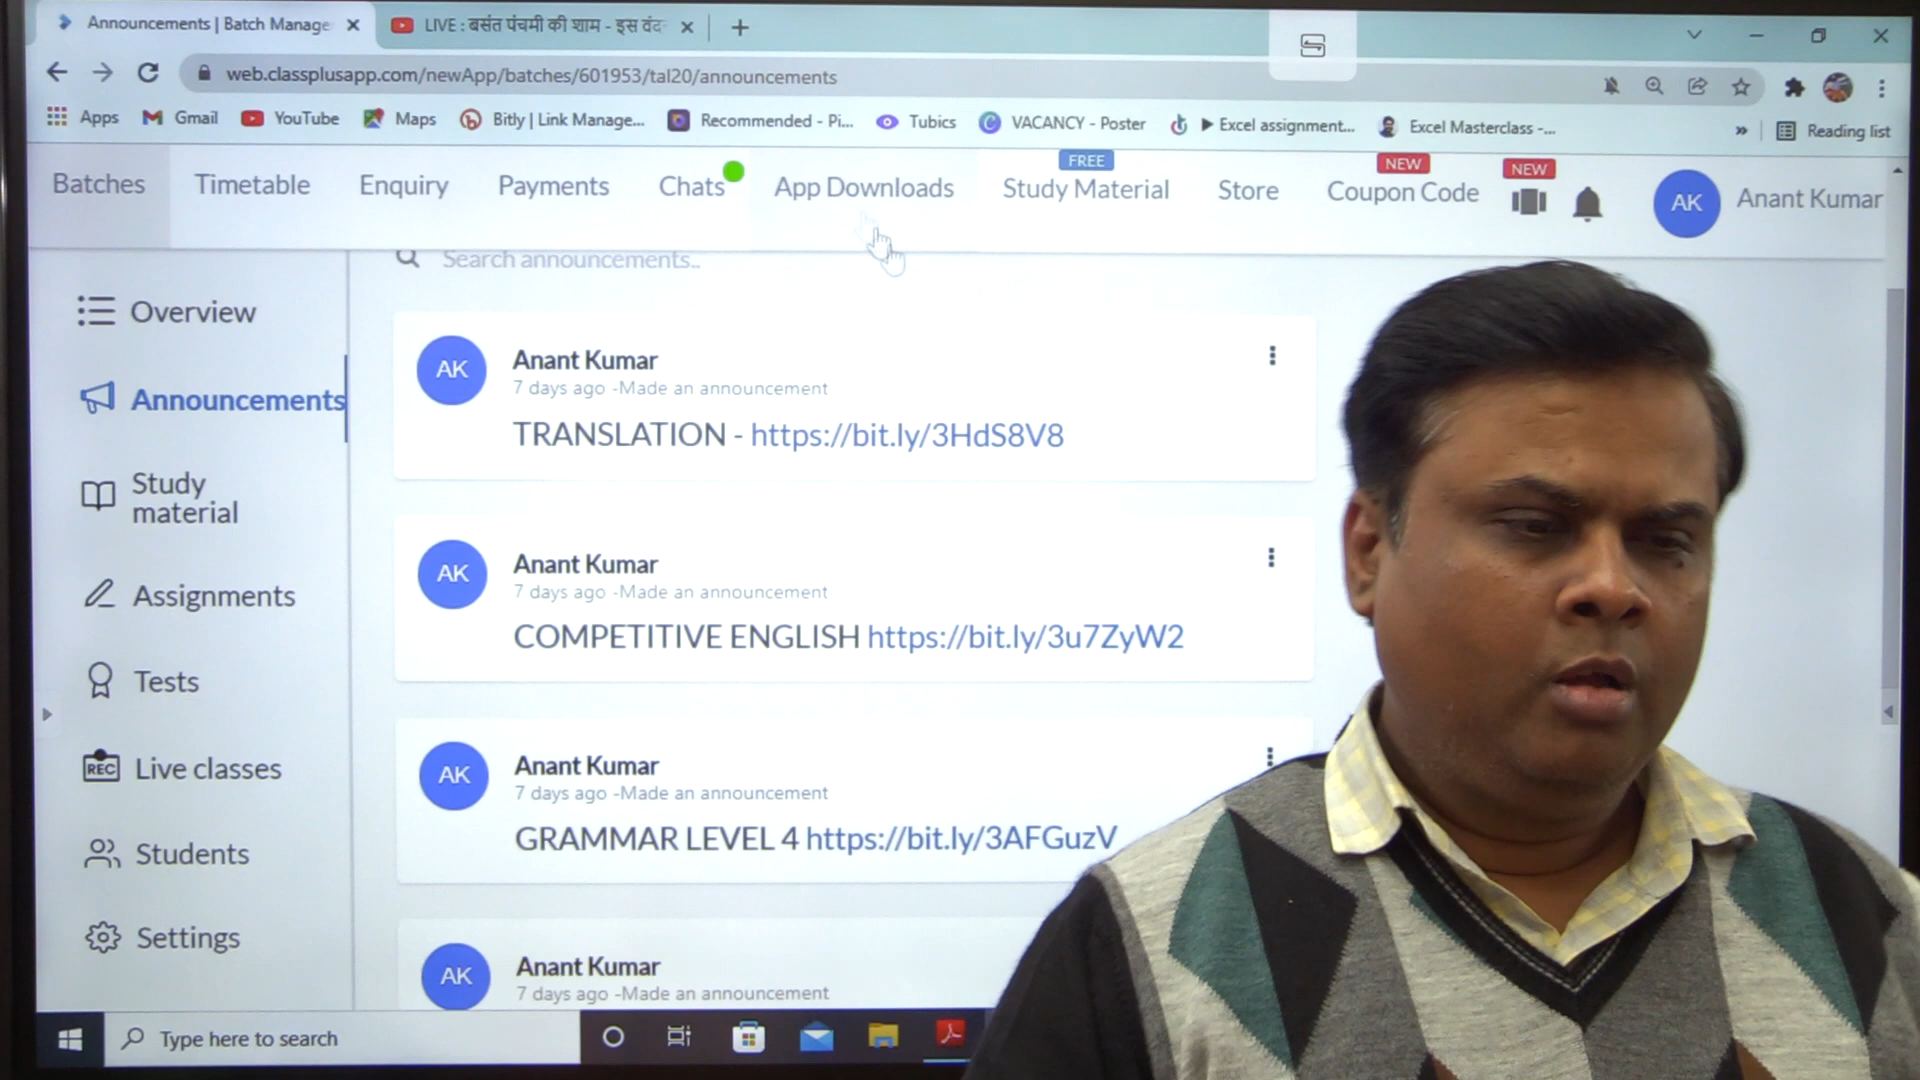 Announcements | Batch Manage
LIVE : बसंत पंचमी की शाम - इस वंद
web.classplusapp.com/newApp/batches/601953/tal20/announcements
Apps
Gmail
YouTube
Maps
Bitly | Link Manage...
Recommended - Pi...
Tubics
VACANCY - Poster
Excel assignment...
Excel Masterclass -...
»
Reading list
Batches
Timetable
Enquiry
Payments
Chats
App Downloads
FREE
Study Material
Store
NEW
Coupon Code
NEW
AK
Anant Kumar
Search announcements..
Overview
Announcements
Study
material
Assignments
Tests
REC
Live classes
Students
Settings
AK
Anant Kumar
7 days ago -Made an announcement
TRANSLATION - https://bit.ly/3HdS8V8
AK
Anant Kumar
7 days ago -Made an announcement
COMPETITIVE ENGLISH https://bit.ly/3u7ZyW2
AK
Anant Kumar
7 days ago -Made an announcement
GRAMMAR LEVEL 4 https://bit.ly/3AFGuzV
AK
Anant Kumar
7 days ago -Made an announcement
Type here to search